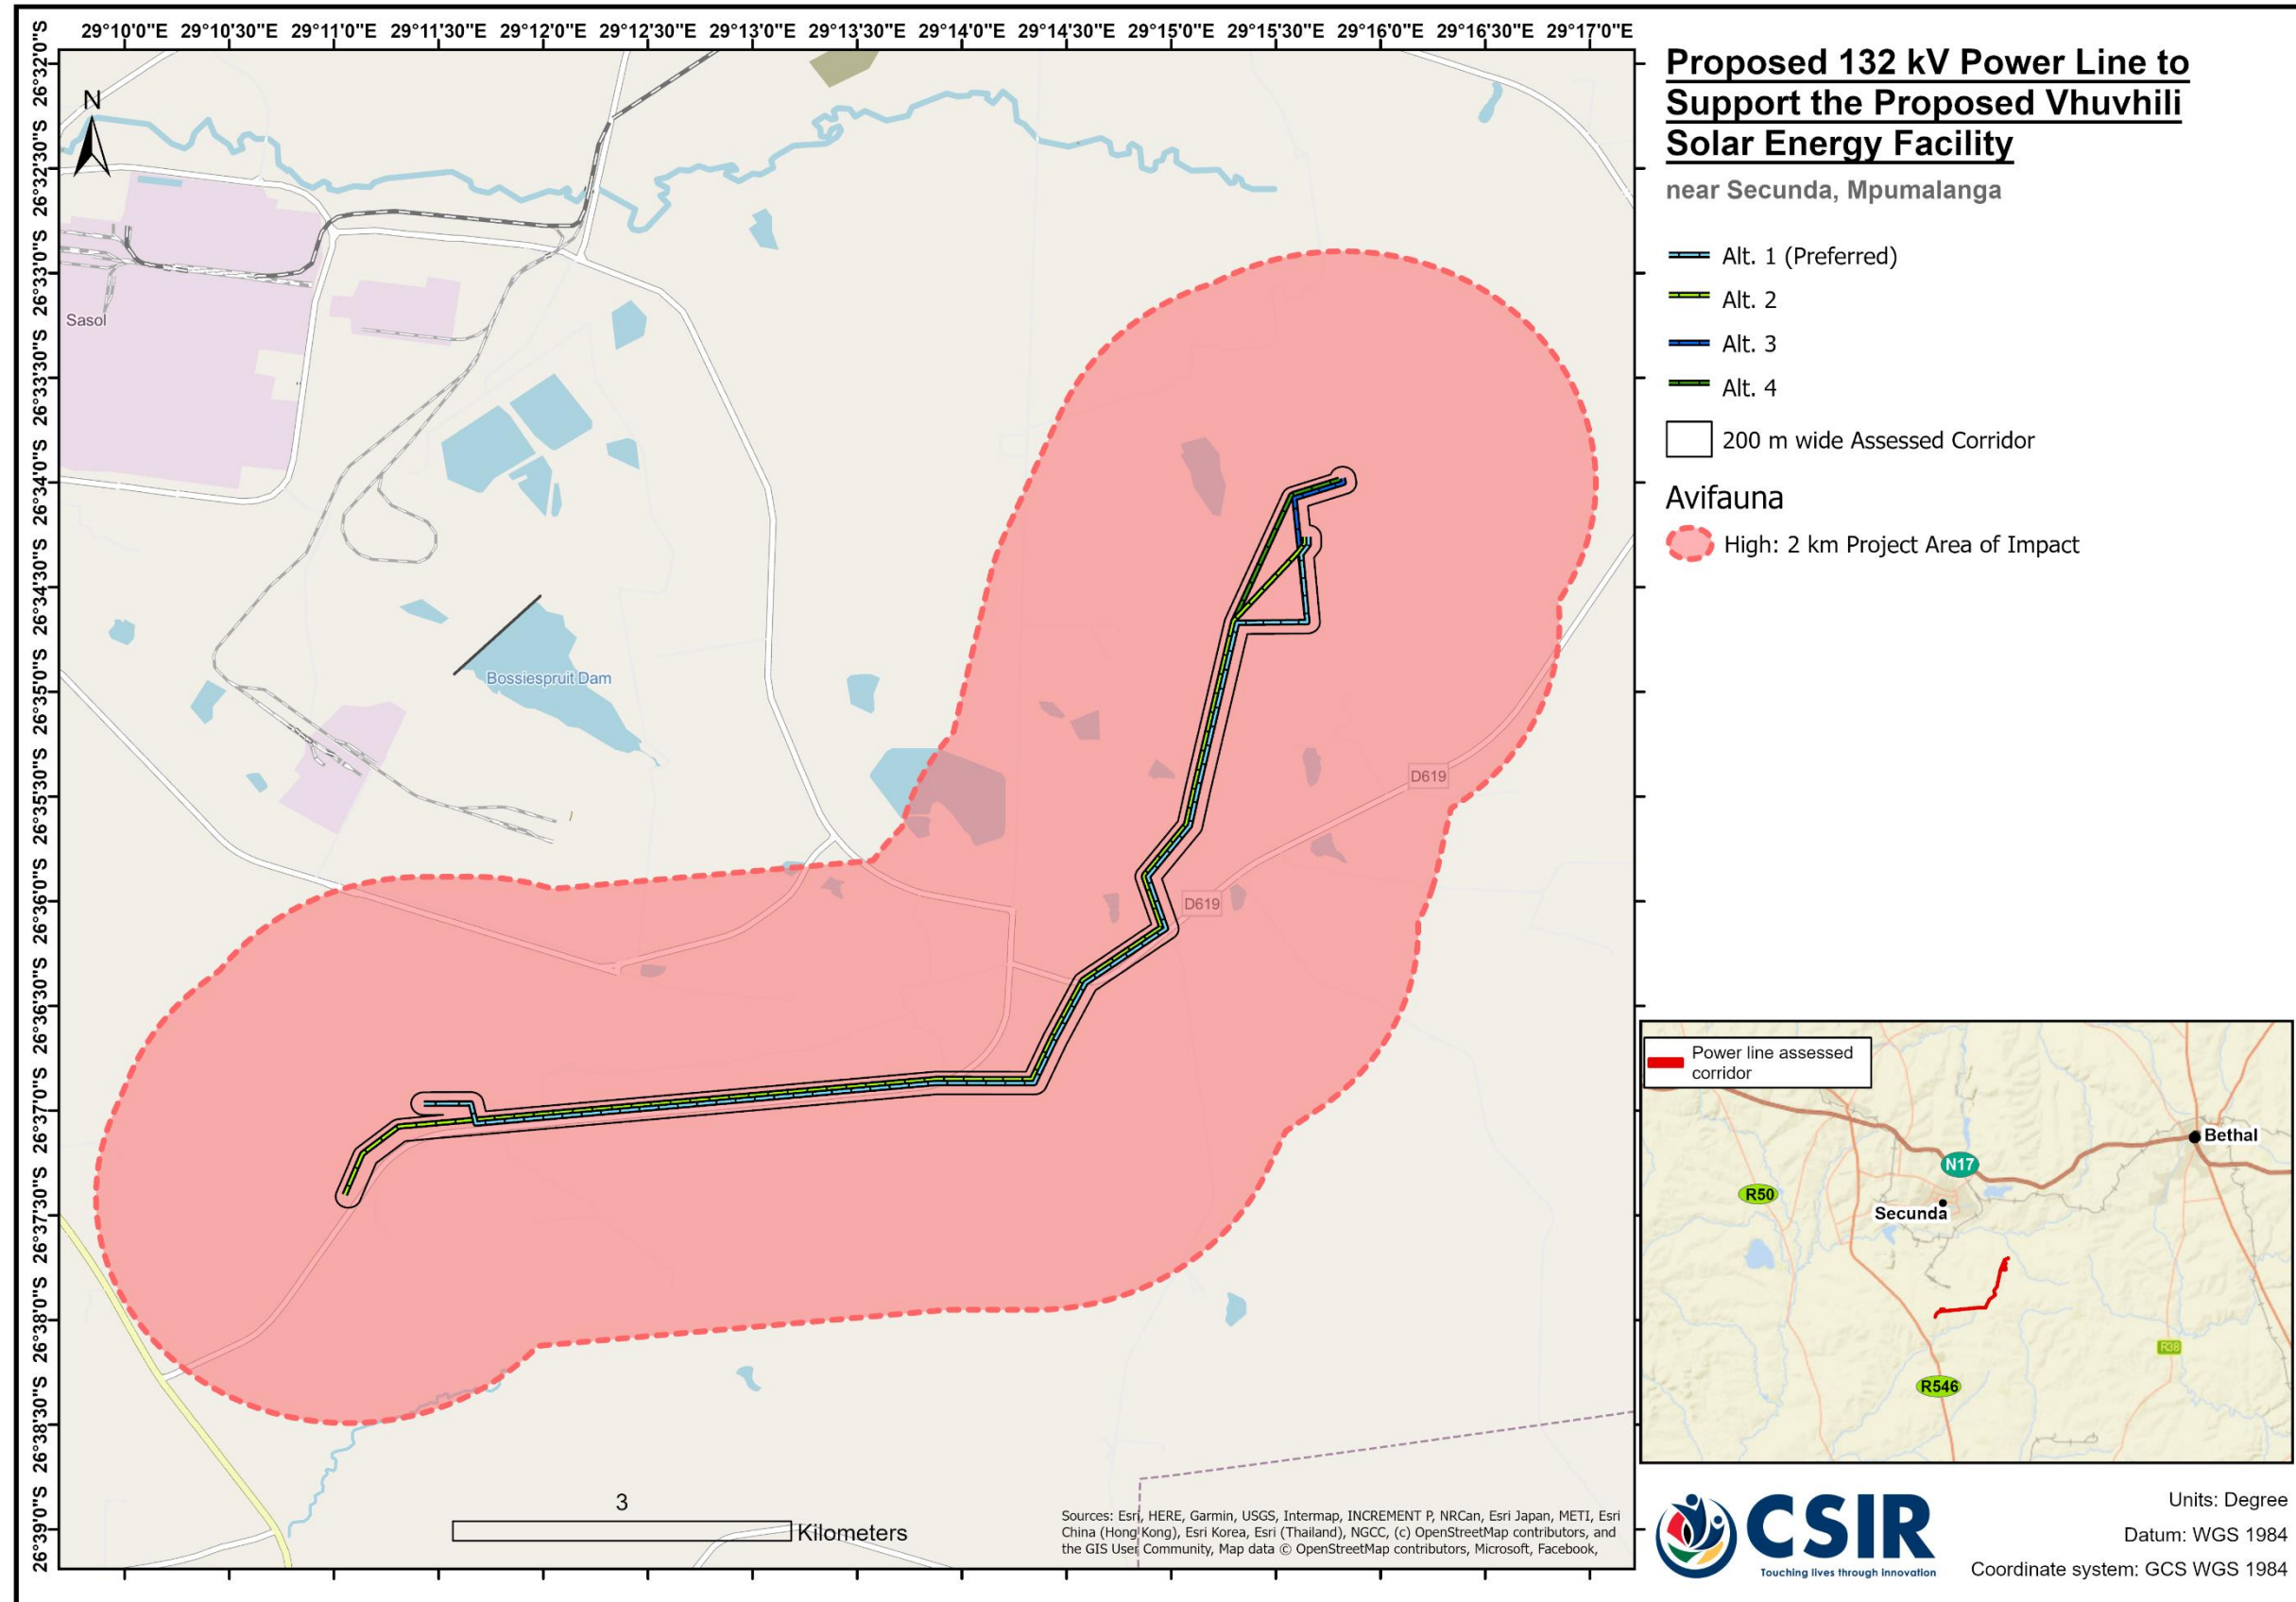 29°10'0"E 29°10'30"E 29°11'0"E 29°11'30"E 29°12'0"E 29°12'30"E 29°13'0"E 29°13'30"E 29°14'0"E 29°14'30"E 29°15'0"E 29°15'30"E 29°16'0"E 29°16'30"E 29°17'0"E
26°32'0"S
26°32'30"S
26°33'0"S
26°33'30"S
26°34'0"S
26°34'30"S
26°35'0"S
26°35'30"S
26°36'0"S
26°36'30"S
26°37'0"S
26°37'30"S
26°38'0"S
26°38'30"S
26°39'0"S
N
Sasol
Bossiespruit Dam
D619
D619
3
Kilometers
Sources: Esri, HERE, Garmin, USGS, Intermap, INCREMENT P, NRCan, Esri Japan, METI, Esri
China (Hong Kong), Esri Korea, Esri (Thailand), NGCC, (c) OpenStreetMap contributors, and
the GIS User Community, Map data © OpenStreetMap contributors, Microsoft, Facebook,
Proposed 132 kV Power Line to
Support the Proposed Vhuvhili
Solar Energy Facility
near Secunda, Mpumalanga
Alt. 1 (Preferred)
Alt. 2
Alt. 3
Alt. 4
200 m wide Assessed Corridor
Avifauna
High: 2 km Project Area of Impact
Power line assessed
corridor
Bethal
N17
R50
Secunda
R38
R546
CSIR
Touching lives through innovation
Units: Degree
Datum: WGS 1984
Coordinate system: GCS WGS 1984